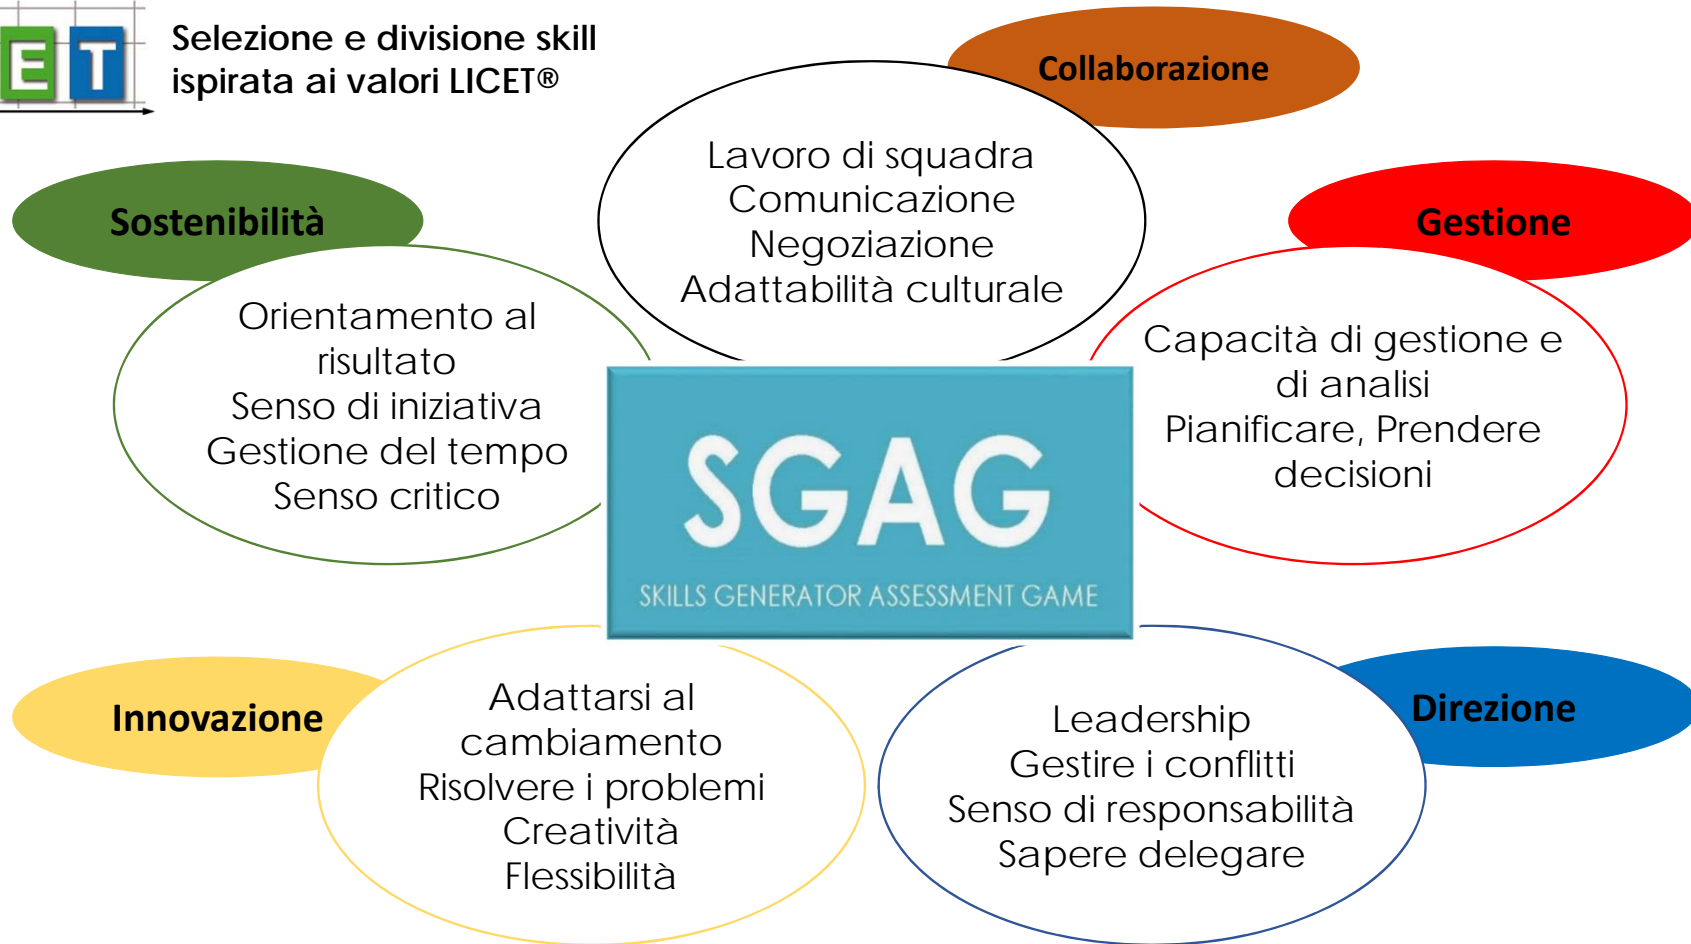 ET
Selezione e divisione skill
ispirata ai valori LICET®
Collaborazione
Lavoro di squadra
Comunicazione
Negoziazione
Adattabilità culturale
Sostenibilità
Orientamento al
risultato
Senso di iniziativa
Gestione del tempo
Senso critico
Gestione
Capacità di gestione e
di analisi
Pianificare, Prendere
decisioni
SGAG
SKILLS GENERATOR ASSESSMENT GAME
Innovazione
Adattarsi al
cambiamento
Risolvere i problemi
Creatività
Flessibilità
Direzione
Leadership
Gestire i conflitti
Senso di responsabilità
Sapere delegare